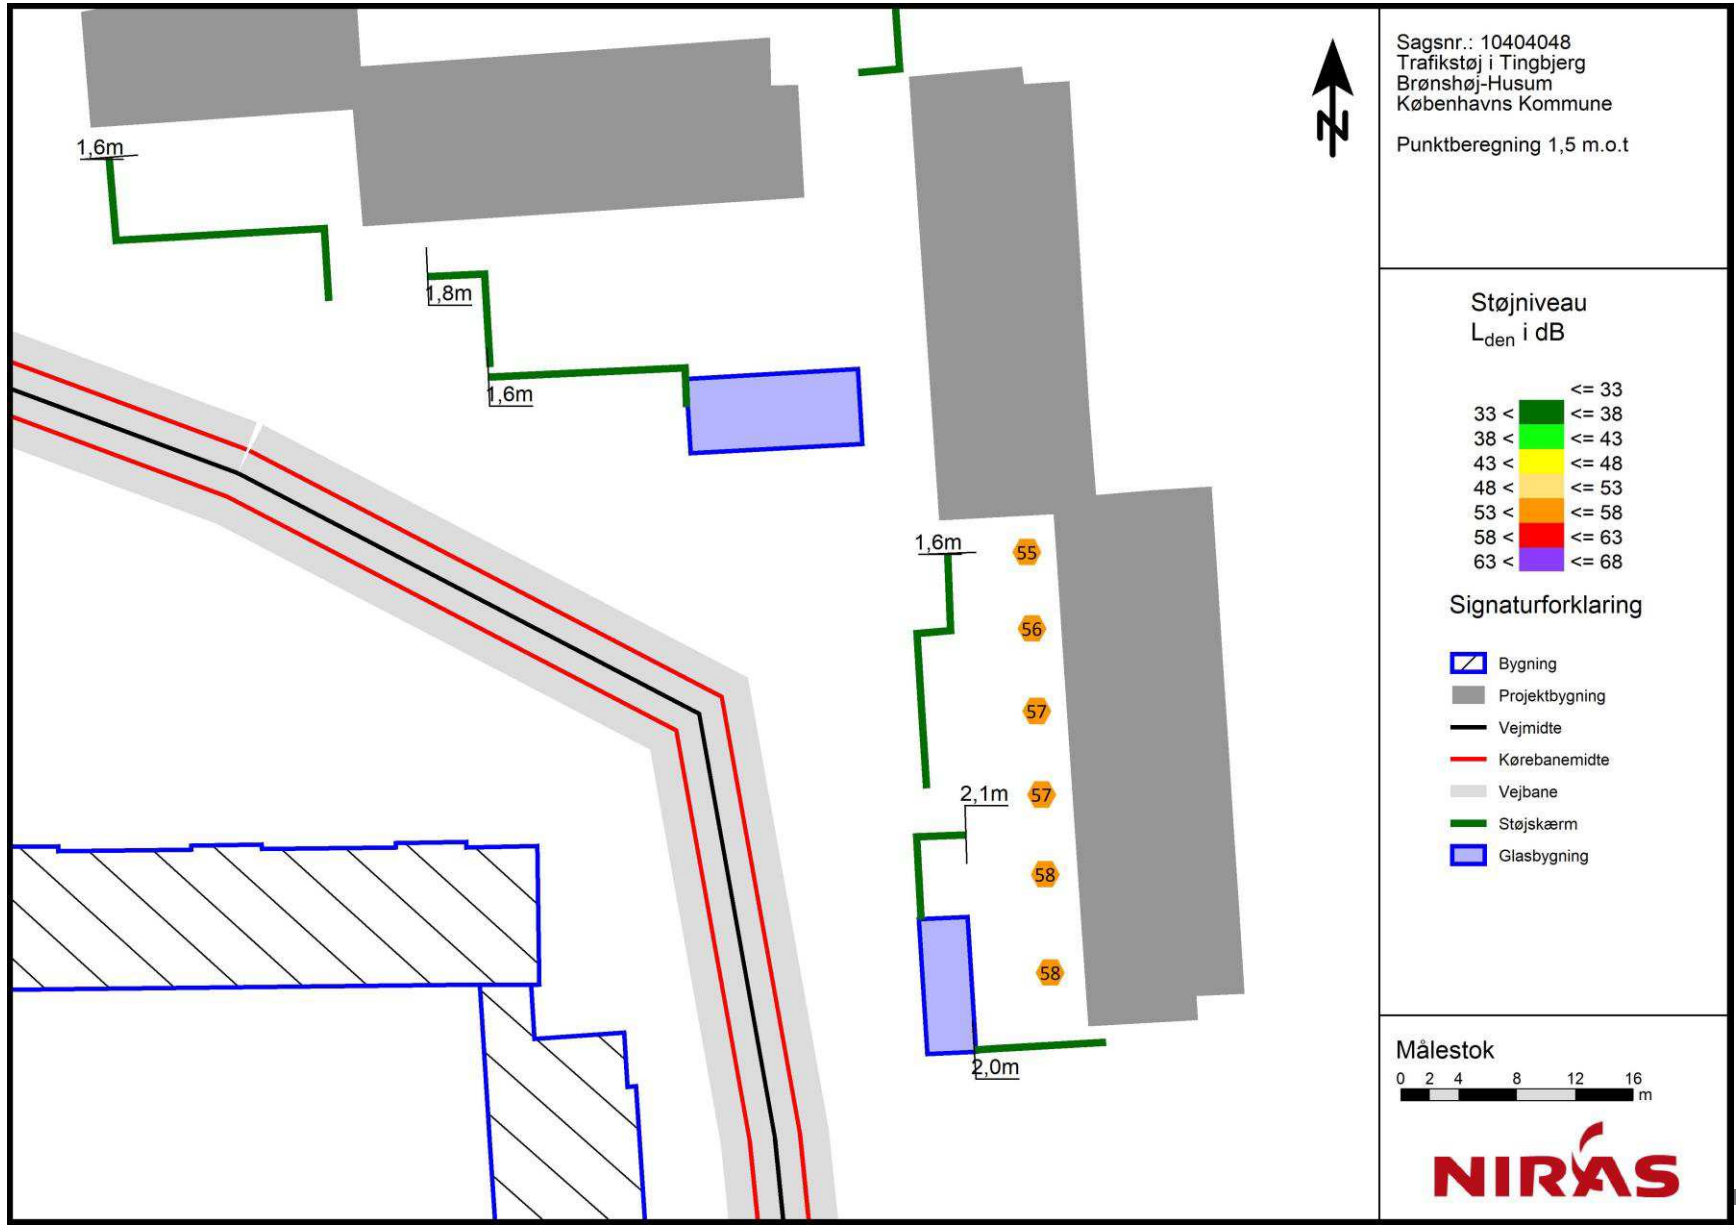 Sagsnr.: 10404048
Trafikstøj i Tingbjerg
Brønshøj-Husum
Københavns Kommune
Punktberegning 1,5 m.o.t
Støjniveau
Lden i dB
<= 33
33 < <= 38
38 < <= 43
43 < <= 48
48 < <= 53
53 < <= 58
58 < <= 63
63 < <= 68
Signaturforklaring
Bygning
Projektbygning
Vejmidte
Kørebanemidte
Vejbane
Støjskærm
Glasbygning
Målestok
0 2 4 8 12 16
m
NIRAS
N
1,6m
1,8m
1,6m
1,6m
55
56
57
2,1m
57
58
58
2,0m